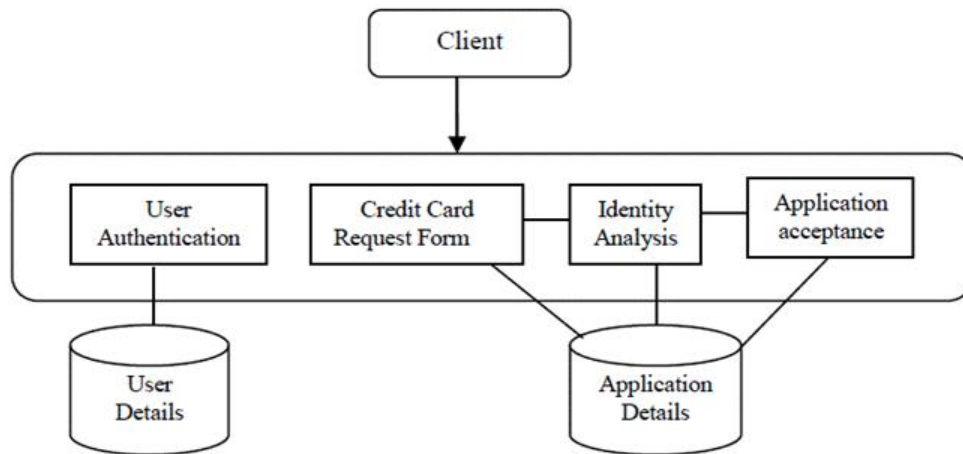 Client
User
Authentication
Credit Card
Request Form
Identity
Analysis
Application
acceptance
User
Details
Application
Details